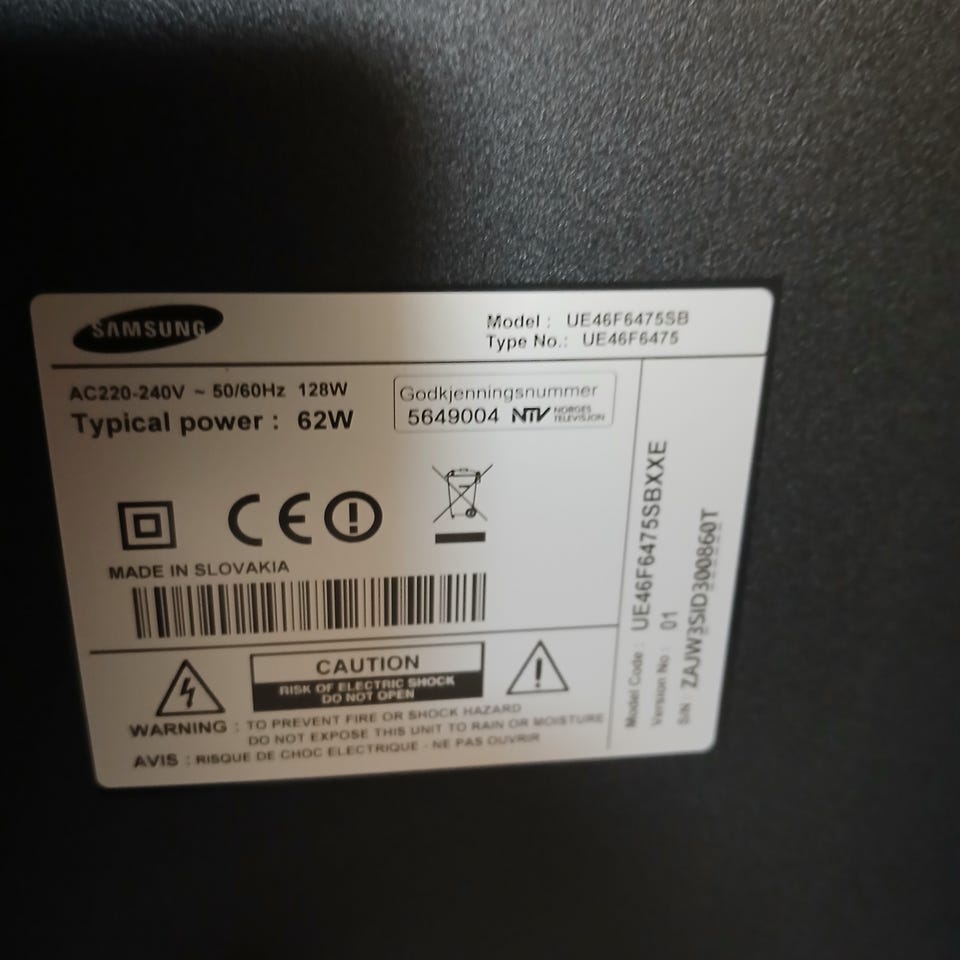 SAMSUNG
Model : UE46F6475SB
Type No.: UE46F6475
AC220-240V ~ 50/60Hz 128W
Typical power : 62W
Godkjenningsnummer
5649004 NTV NORGES TELEVISJON
CE
MADE IN SLOVAKIA
CAUTION
RISK OF ELECTRIC SHOCK
DO NOT OPEN
WARNING : TO PREVENT FIRE OR SHOCK HAZARD
DO NOT EXPOSE THIS UNIT TO RAIN OR MOISTURE
AVIS : RISQUE DE CHOC ELECTRIQUE - NE PAS OUVRIR
Model Code : UE46F6475SBXXE
Version No : 01
S/N : ZAJW3SID300860T